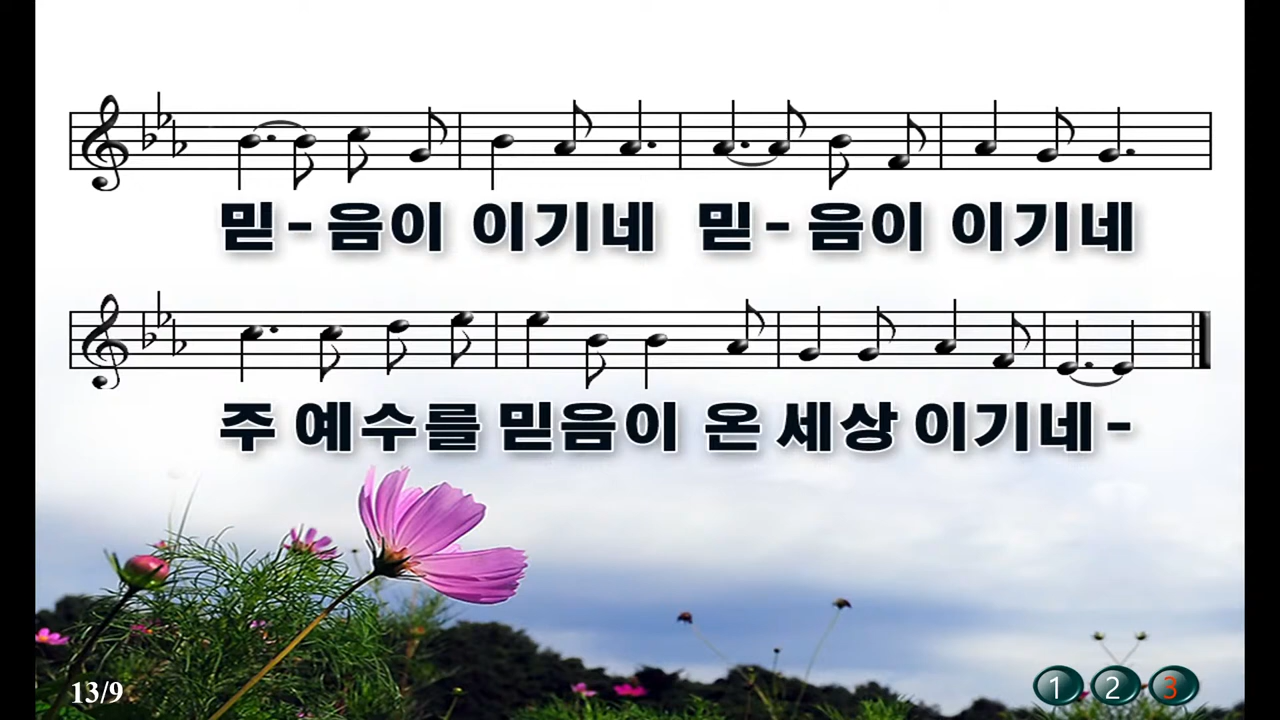 믿-음이 이기네 믿-음이 이기네
주 예수를 믿음이 온 세상 이기네-
13/9
1 2 3